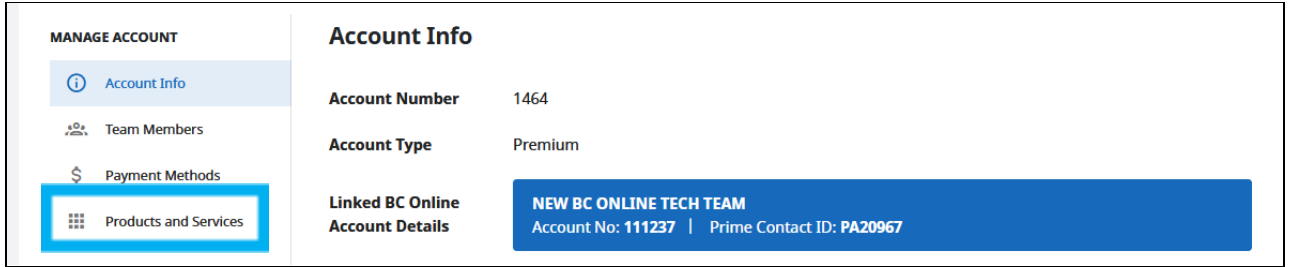 MANAGE ACCOUNT
Account Info
Team Members
Payment Methods
Products and Services
Account Info
Account Number 1464
Account Type Premium
Linked BC Online
Account Details
NEW BC ONLINE TECH TEAM
Account No: 111237 | Prime Contact ID: PA20967